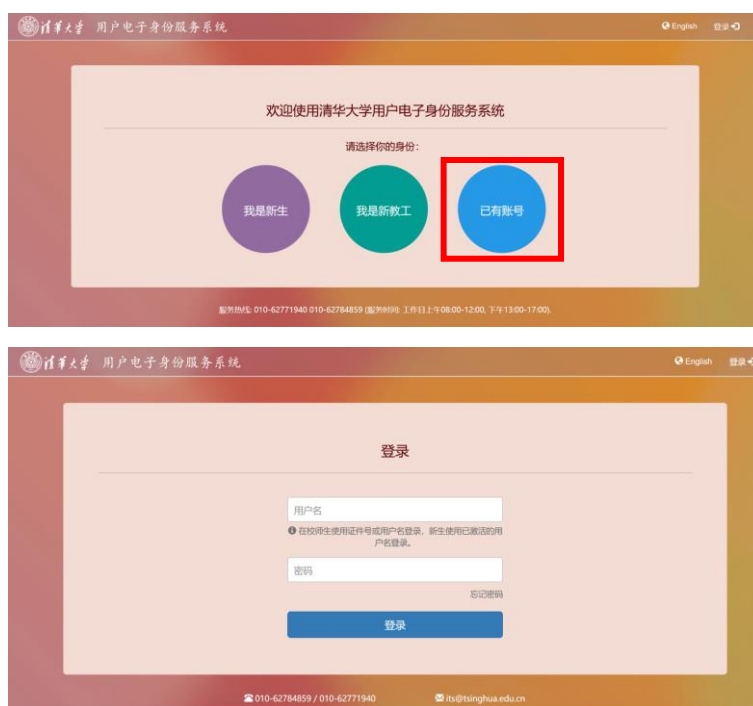 清华大学 用户电子身份服务系统 English 登录
欢迎使用清华大学用户电子身份服务系统
请选择你的身份:
我是新生 我是新教工 已有账号
服务热线: 010-62771940 010-62784859 (服务时间: 工作日上午08:00-12:00, 下午13:00-17:00).
清华大学 用户电子身份服务系统 English 登录
登录
用户名
在校师生使用证件号或用户名登录，新生使用已激活的用
户名登录。
密码
忘记密码
登录
010-62784859 / 010-62771940 its@tsinghua.edu.cn